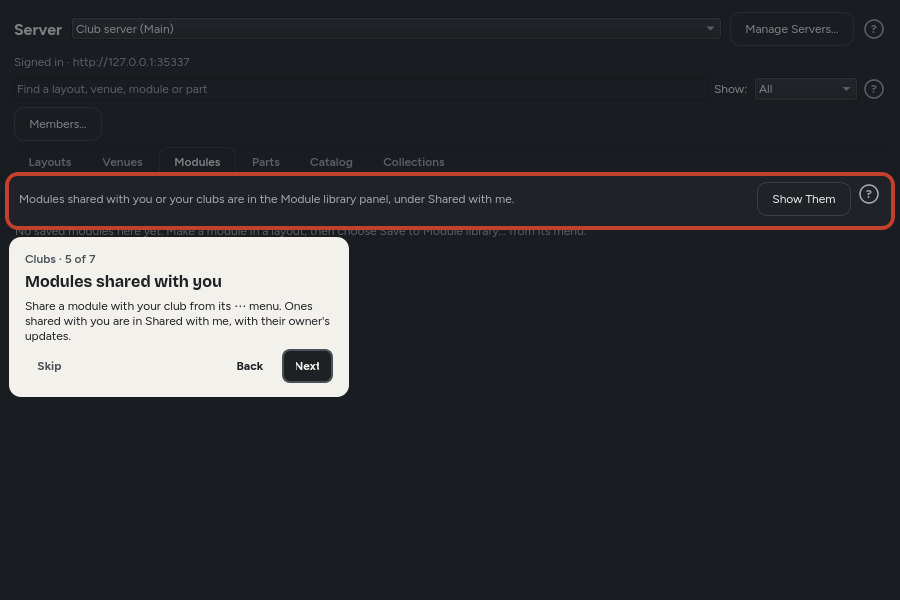 Server
Club server (Main)
Manage Servers...
?
Signed in · http://127.0.0.1:35337
Find a layout, venue, module or part
Show:
All
?
Members...
Layouts
Venues
Modules
Parts
Catalog
Collections
Modules shared with you or your clubs are in the Module library panel, under Shared with me.
Show Them
?
No saved modules here yet. Make a module in a layout, then choose Save to Module library... from its menu.
Clubs · 5 of 7
Modules shared with you
Share a module with your club from its ··· menu. Ones
shared with you are in Shared with me, with their owner's
updates.
Skip
Back
Next